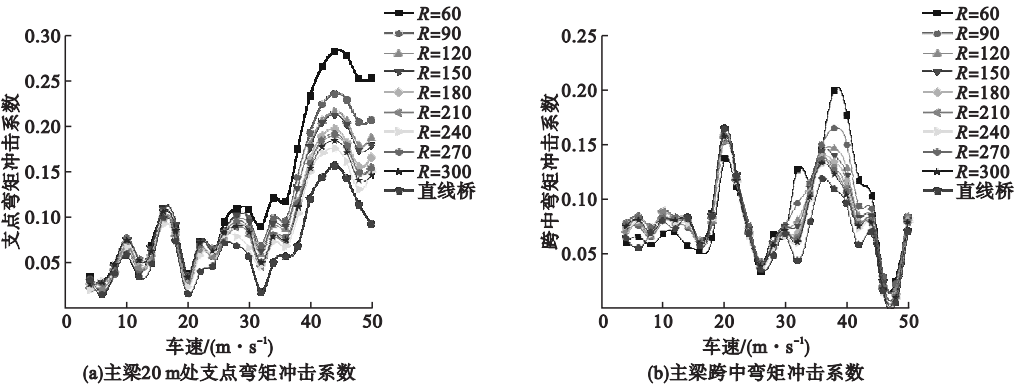 R=60
R=90
R=120
R=150
R=180
R=210
R=240
R=270
R=300
直线桥
0.30
0.25
0.20
0.15
0.10
0.05
0 10 20 30 40 50
支点弯矩冲击系数
车速/(m·s⁻¹)
(a)主梁20 m处支点弯矩冲击系数
R=60
R=90
R=120
R=150
R=180
R=210
R=240
R=270
R=300
直线桥
0.25
0.20
0.15
0.10
0.05
0 10 20 30 40 50
跨中弯矩冲击系数
车速/(m·s⁻¹)
(b)主梁跨中弯矩冲击系数